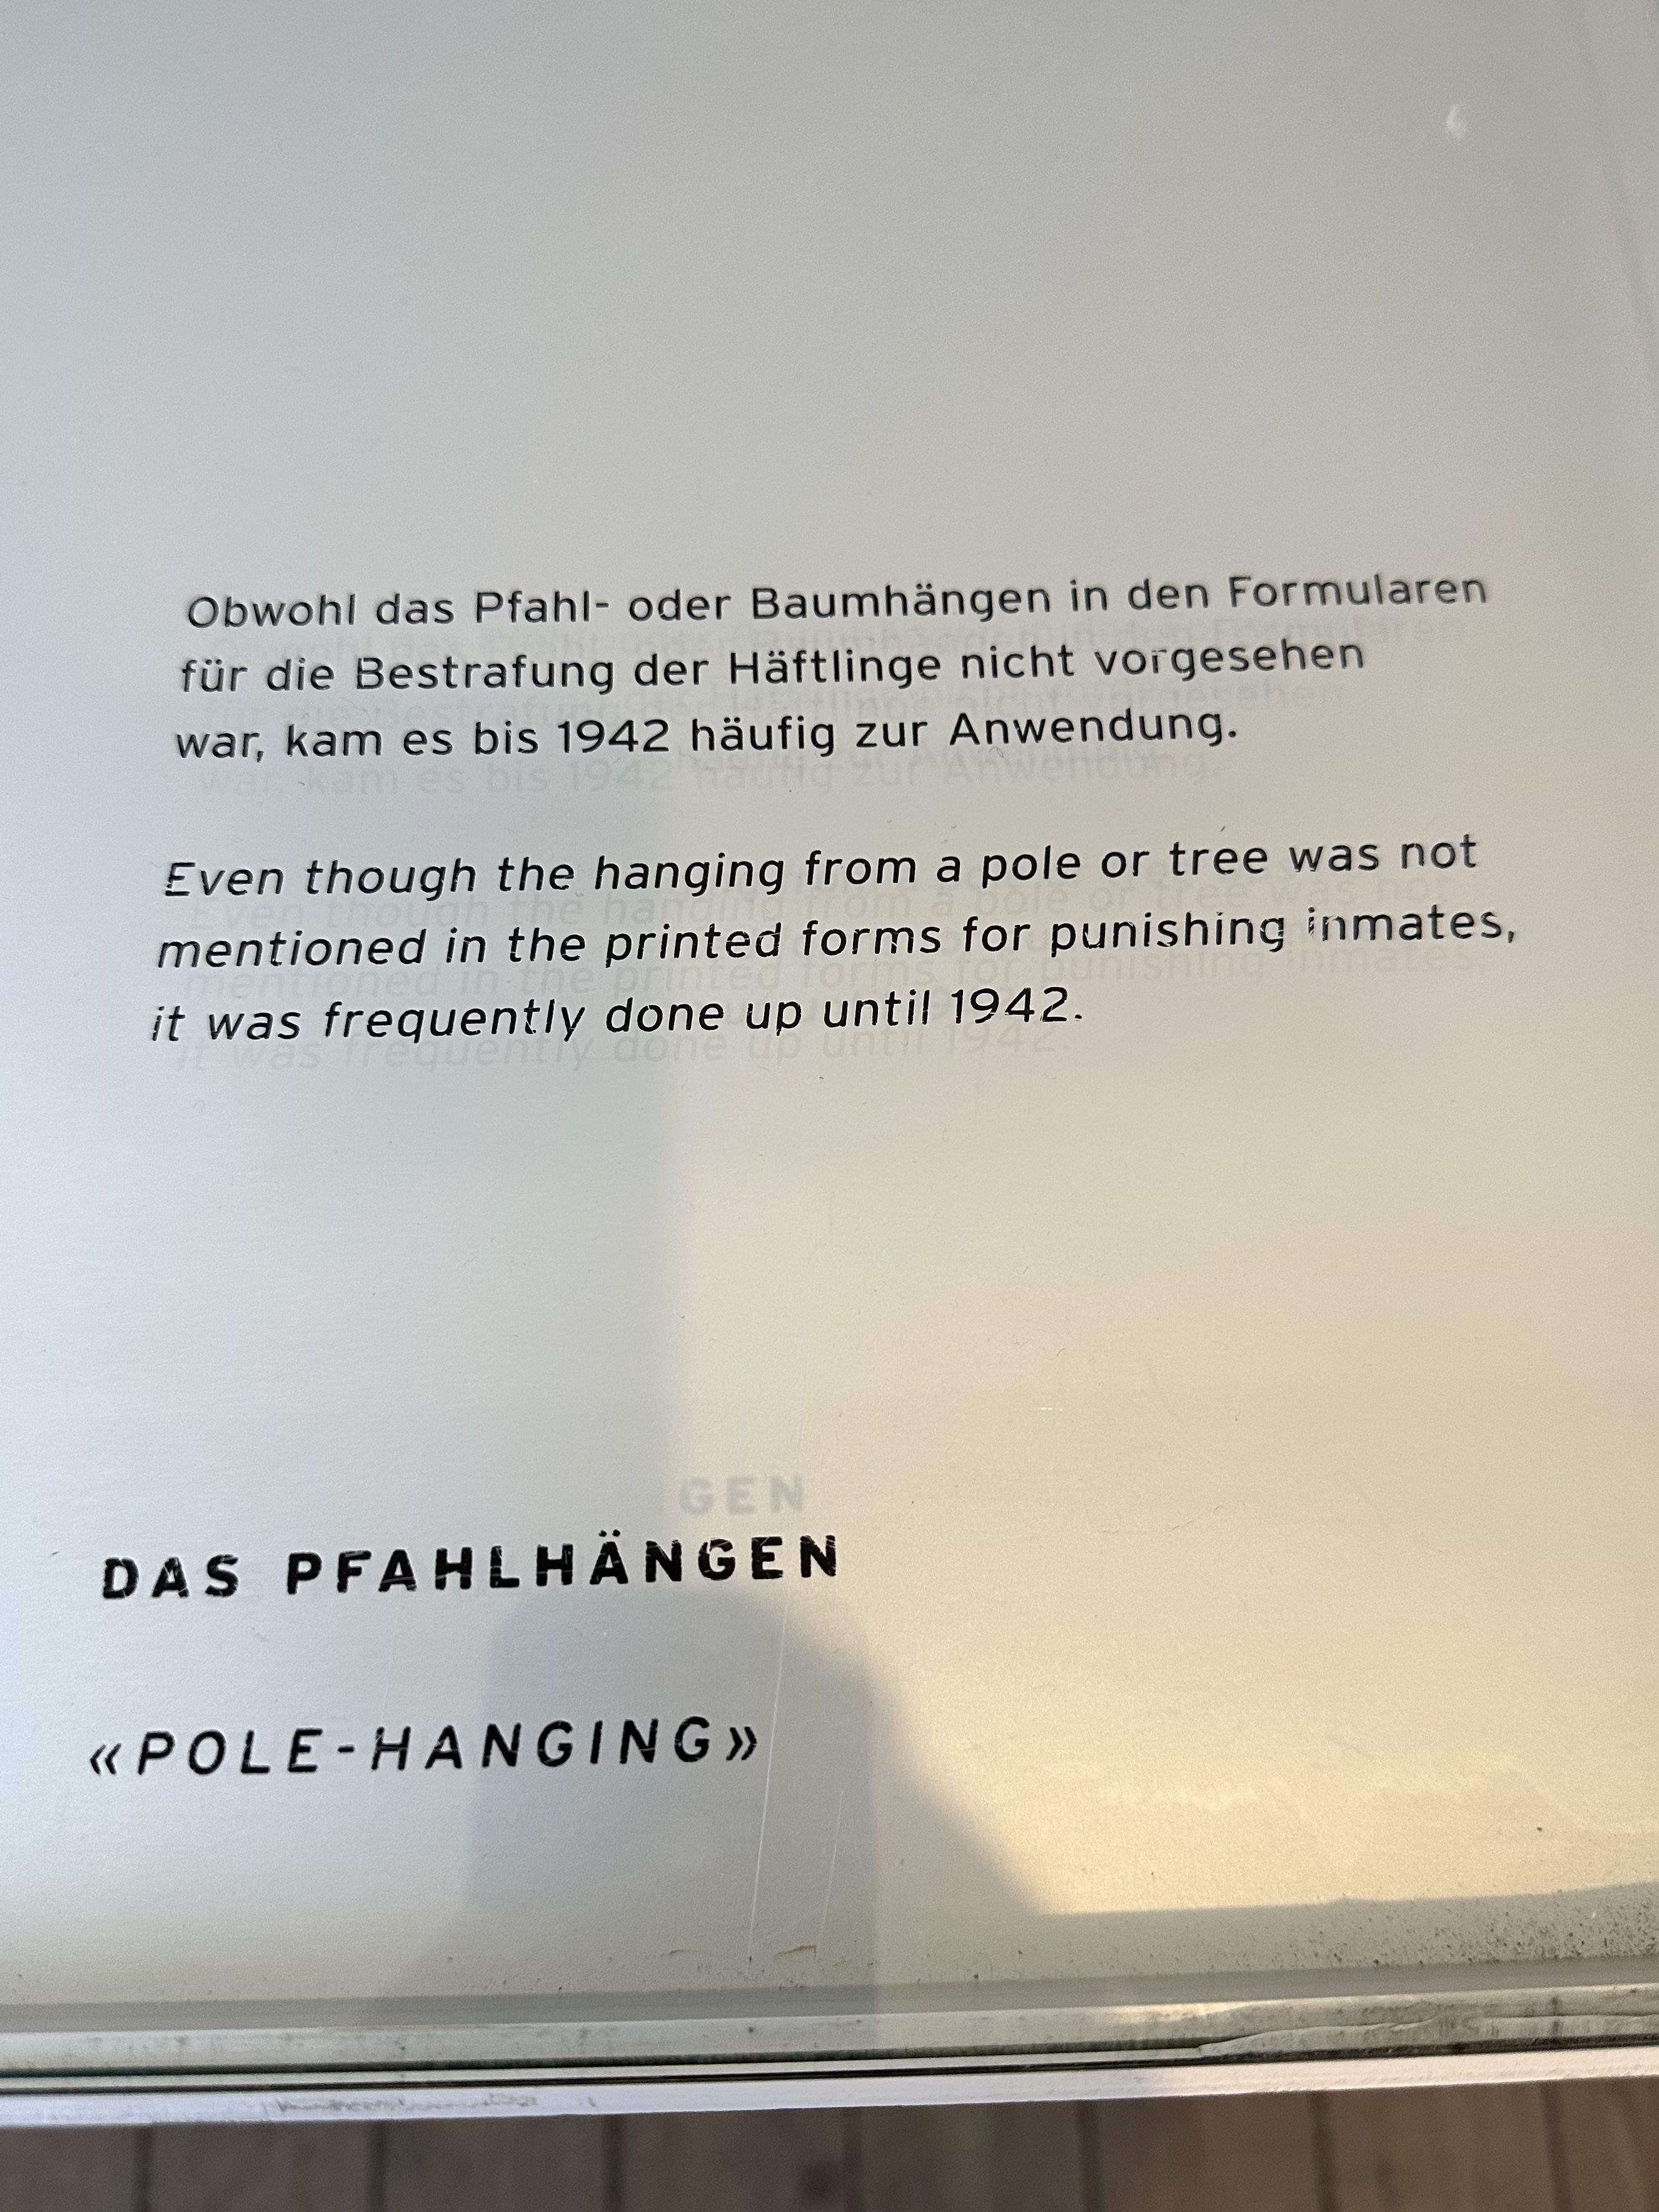 Obwohl das Pfahl- oder Baumhängen in den Formularen
für die Bestrafung der Häftlinge nicht vorgesehen
war, kam es bis 1942 häufig zur Anwendung.
Even though the hanging from a pole or tree was not
mentioned in the printed forms for punishing inmates,
it was frequently done up until 1942.
DAS PFAHLHÄNGEN
«POLE-HANGING»